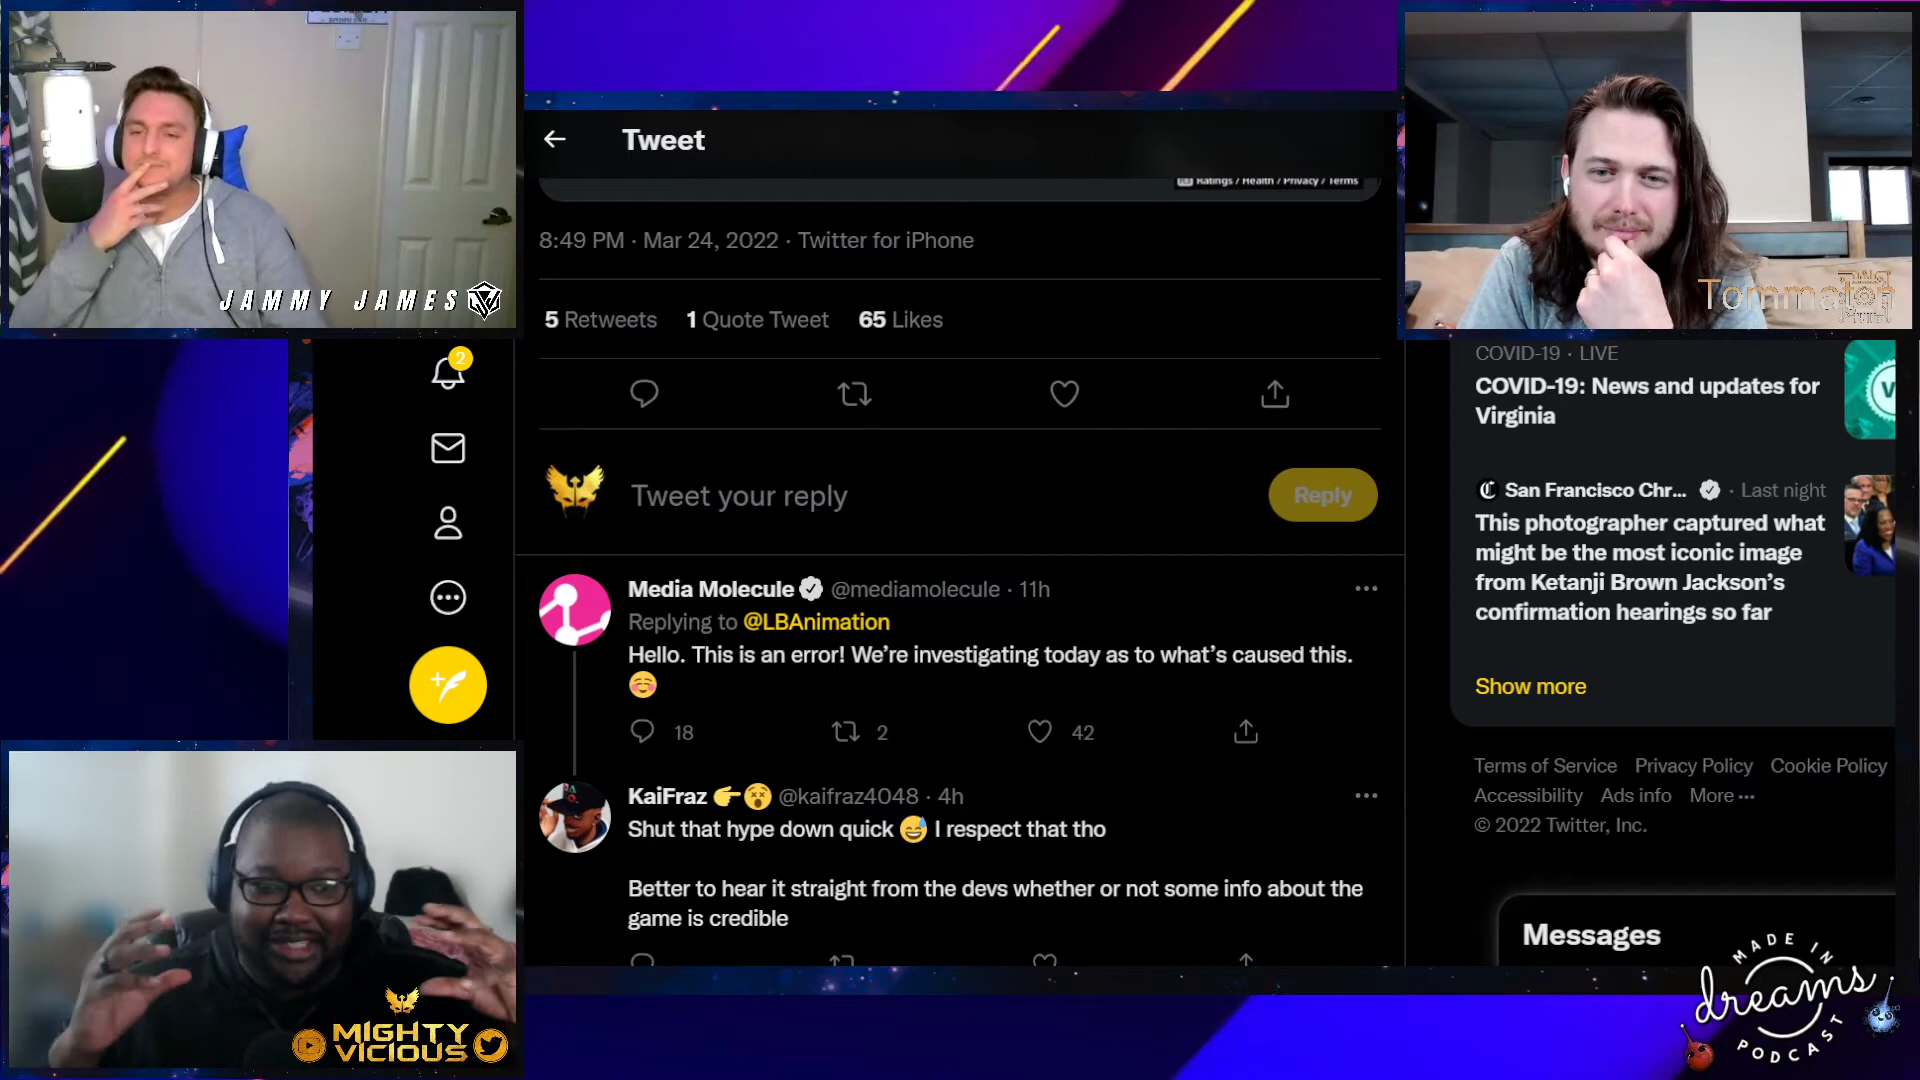 JAMMY JAMES
Tweet
Ratings / Health / Privacy / Terms
8:49 PM · Mar 24, 2022 · Twitter for iPhone
5 Retweets 1 Quote Tweet 65 Likes
Tweet your reply
Reply
2
Media Molecule @mediamolecule · 11h
Replying to @LBAnimation
Hello. This is an error! We're investigating today as to what's caused this.
☺️
18 2 42
KaiFraz 👉😵 @kaifraz4048 · 4h
Shut that hype down quick 😅 I respect that tho
Better to hear it straight from the devs whether or not some info about the
game is credible
COVID-19 · LIVE
COVID-19: News and updates for
Virginia
San Francisco Chr... · Last night
This photographer captured what
might be the most iconic image
from Ketanji Brown Jackson's
confirmation hearings so far
Show more
Terms of Service Privacy Policy Cookie Policy
Accessibility Ads info More ···
© 2022 Twitter, Inc.
Messages
MIGHTY
VICIOUS
MADE IN
dreams
PODCAST